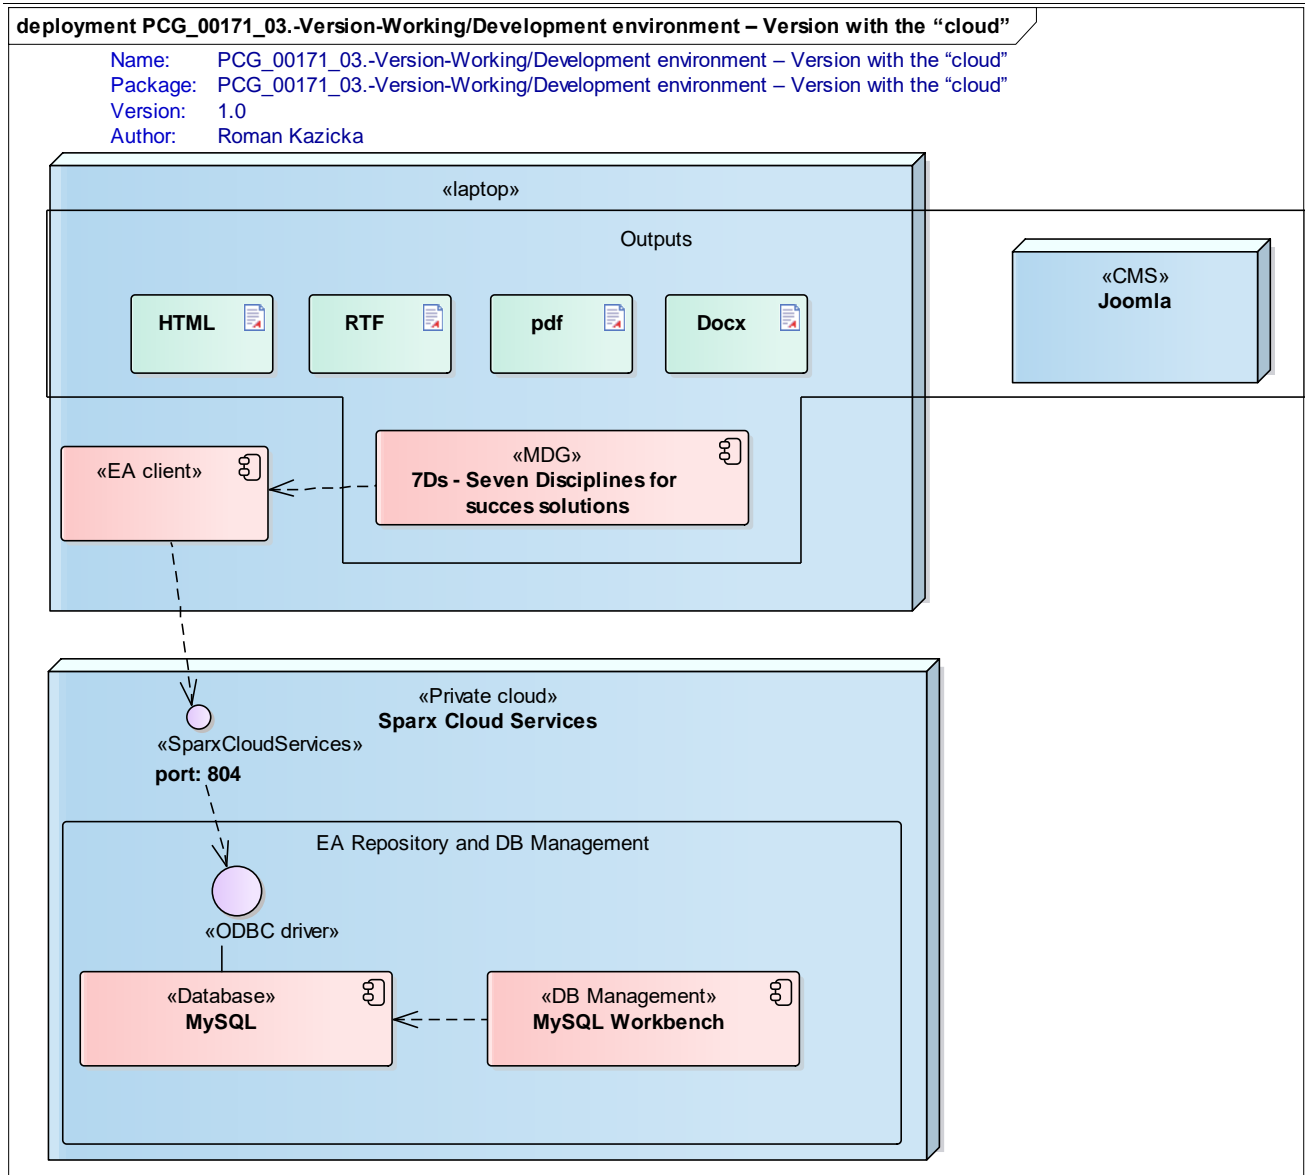 deployment PCG_00171_03.-Version-Working/Development environment – Version with the “cloud”
Name: PCG_00171_03.-Version-Working/Development environment – Version with the “cloud”
Package: PCG_00171_03.-Version-Working/Development environment – Version with the “cloud”
Version: 1.0
Author: Roman Kazicka
«laptop»
Outputs
HTML
RTF
pdf
Docx
«CMS»
Joomla
«EA client»
«MDG»
7Ds - Seven Disciplines for
succes solutions
«Private cloud»
Sparx Cloud Services
«SparxCloudServices»
port: 804
EA Repository and DB Management
«ODBC driver»
«Database»
MySQL
«DB Management»
MySQL Workbench